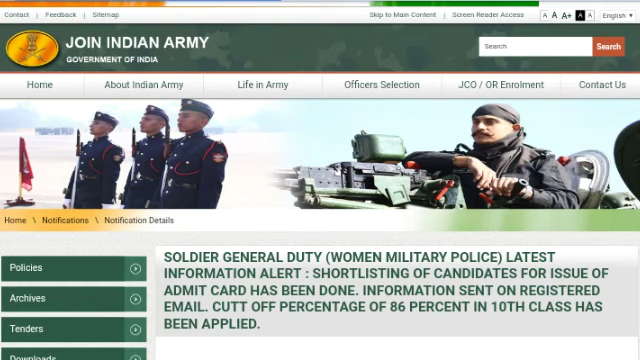 Contact | Feedback | Sitemap
Skip to Main Content | Screen Reader Access A A A+ A A English
JOIN INDIAN ARMY
GOVERNMENT OF INDIA
Search Search
Home About Indian Army Life in Army Officers Selection JCO / OR Enrolment Contact Us
Home \ Notifications \ Notification Details
Policies
Archives
Tenders
Downloads
SOLDIER GENERAL DUTY (WOMEN MILITARY POLICE) LATEST
INFORMATION ALERT : SHORTLISTING OF CANDIDATES FOR ISSUE OF
ADMIT CARD HAS BEEN DONE. INFORMATION SENT ON REGISTERED
EMAIL. CUTT OFF PERCENTAGE OF 86 PERCENT IN 10TH CLASS HAS
BEEN APPLIED.